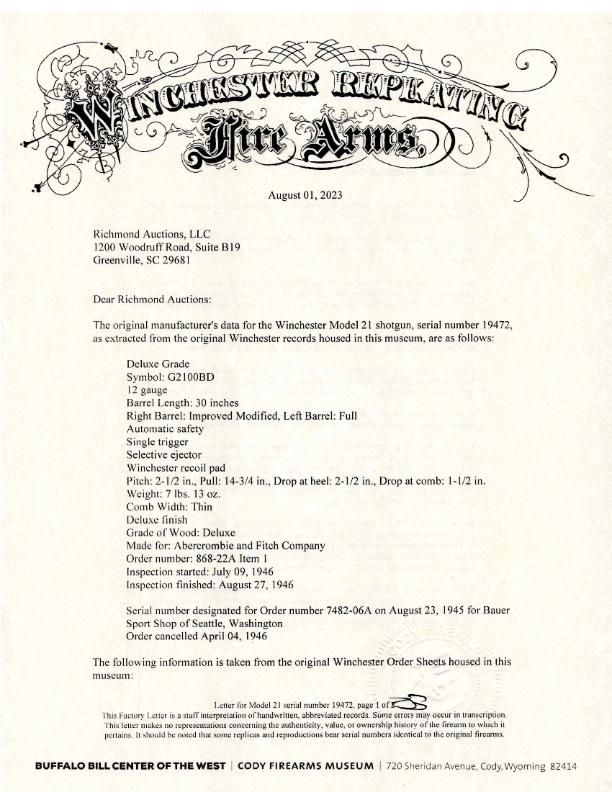 WINCHESTER REPEATING
Fire Arms,
August 01, 2023
Richmond Auctions, LLC
1200 Woodruff Road, Suite B19
Greenville, SC 29681
Dear Richmond Auctions:
The original manufacturer's data for the Winchester Model 21 shotgun, serial number 19472,
as extracted from the original Winchester records housed in this museum, are as follows:
Deluxe Grade
Symbol: G2100BD
12 gauge
Barrel Length: 30 inches
Right Barrel: Improved Modified, Left Barrel: Full
Automatic safety
Single trigger
Selective ejector
Winchester recoil pad
Pitch: 2-1/2 in., Pull: 14-3/4 in., Drop at heel: 2-1/2 in., Drop at comb: 1-1/2 in.
Weight: 7 lbs. 13 oz.
Comb Width: Thin
Deluxe finish
Grade of Wood: Deluxe
Made for: Abercrombie and Fitch Company
Order number: 868-22A Item 1
Inspection started: July 09, 1946
Inspection finished: August 27, 1946
Serial number designated for Order number 7482-06A on August 23, 1945 for Bauer
Sport Shop of Seattle, Washington
Order cancelled April 04, 1946
The following information is taken from the original Winchester Order Sheets housed in this
museum:
Letter for Model 21 serial number 19472, page 1 of
This Factory Letter is a staff interpretation of handwritten, abbreviated records. Some errors may occur in transcription.
This letter makes no representations concerning the authenticity, value, or ownership history of the firearm to which it
pertains. It should be noted that some replicas and reproductions bear serial numbers identical to the original firearms.
BUFFALO BILL CENTER OF THE WEST | CODY FIREARMS MUSEUM | 720 Sheridan Avenue, Cody, Wyoming 82414